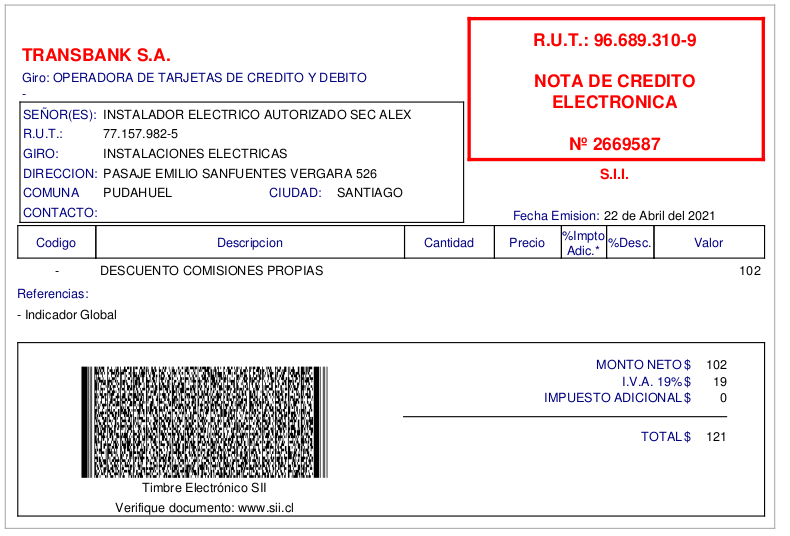 TRANSBANK S.A.
Giro: OPERADORA DE TARJETAS DE CREDITO Y DEBITO
-
R.U.T.: 96.689.310-9
NOTA DE CREDITO
ELECTRONICA
Nº 2669587
S.I.I.
SEÑOR(ES): INSTALADOR ELECTRICO AUTORIZADO SEC ALEX
R.U.T.: 77.157.982-5
GIRO: INSTALACIONES ELECTRICAS
DIRECCION: PASAJE EMILIO SANFUENTES VERGARA 526
COMUNA PUDAHUEL CIUDAD: SANTIAGO
CONTACTO:
Fecha Emision: 22 de Abril del 2021
Codigo Descripcion Cantidad Precio %Impto Adic.* %Desc. Valor
- DESCUENTO COMISIONES PROPIAS 102
Referencias:
- Indicador Global
MONTO NETO $ 102
I.V.A. 19% $ 19
IMPUESTO ADICIONAL $ 0
TOTAL $ 121
Timbre Electrónico SII
Verifique documento: www.sii.cl